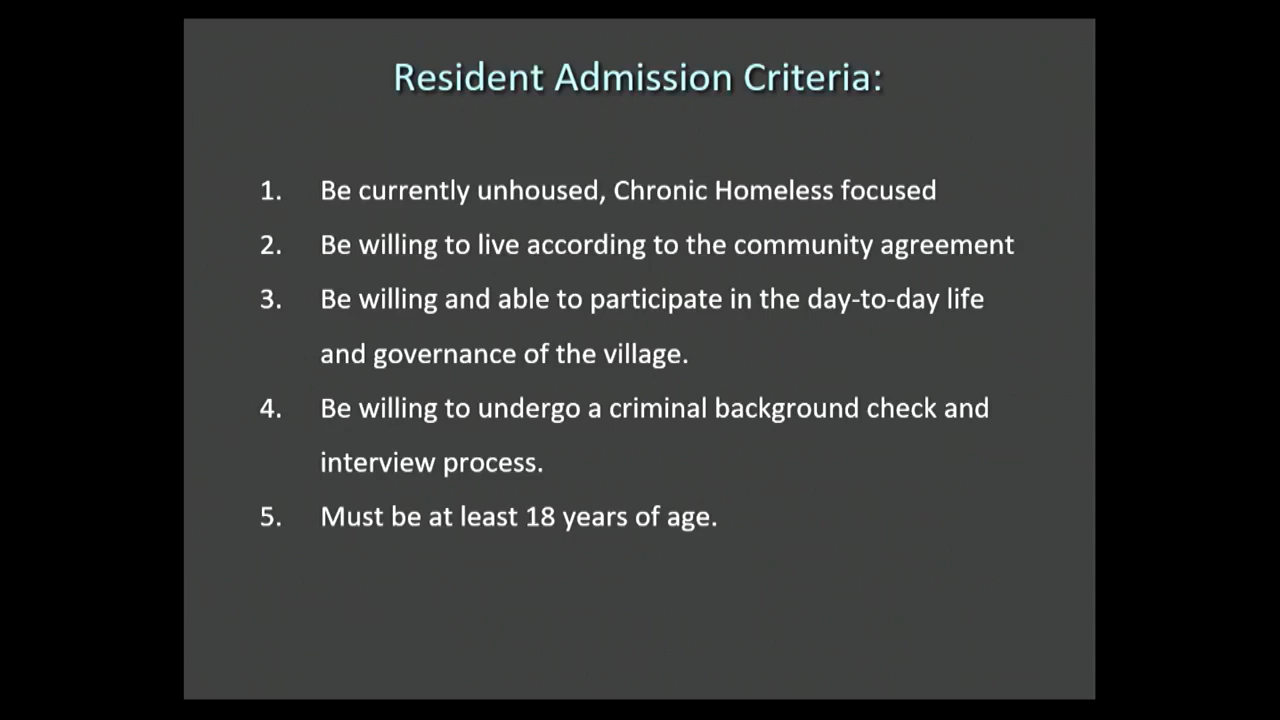 Resident Admission Criteria:
1. Be currently unhoused, Chronic Homeless focused
2. Be willing to live according to the community agreement
3. Be willing and able to participate in the day-to-day life
and governance of the village.
4. Be willing to undergo a criminal background check and
interview process.
5. Must be at least 18 years of age.